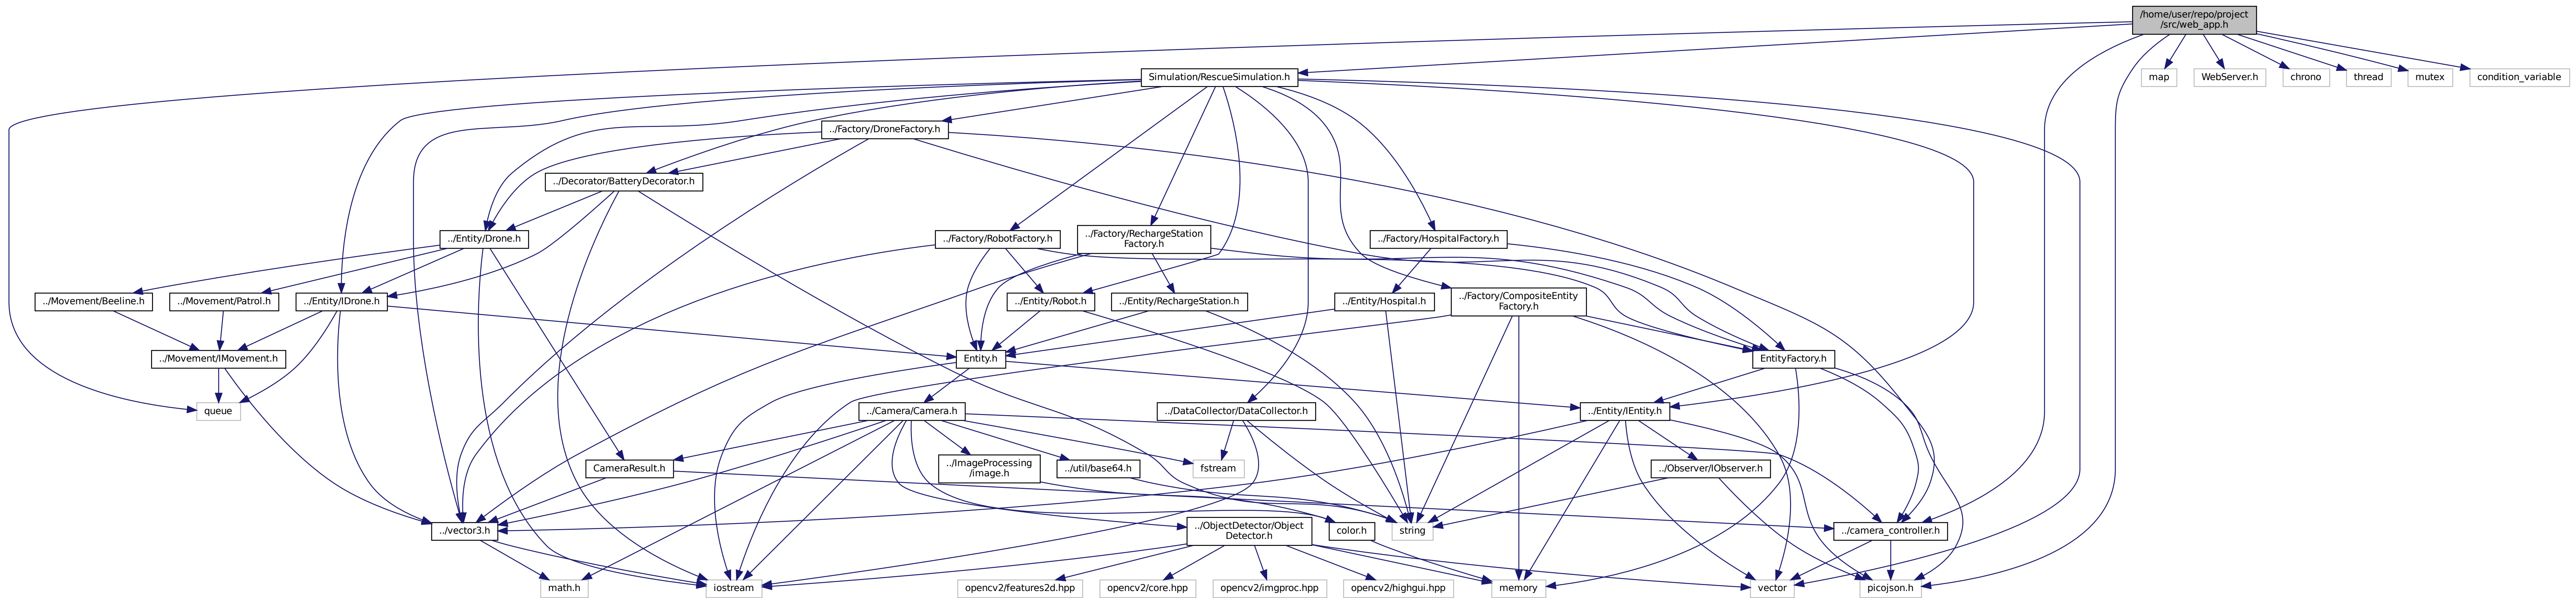 /home/user/repo/project
/src/web_app.h
Simulation/RescueSimulation.h
map
WebServer.h
chrono
thread
mutex
condition_variable
../Factory/DroneFactory.h
../Decorator/BatteryDecorator.h
../Entity/Drone.h
../Factory/RobotFactory.h
../Factory/RechargeStation
Factory.h
../Factory/HospitalFactory.h
../Movement/Beeline.h
../Movement/Patrol.h
../Entity/IDrone.h
../Entity/Robot.h
../Entity/RechargeStation.h
../Entity/Hospital.h
../Factory/CompositeEntity
Factory.h
../Movement/IMovement.h
Entity.h
EntityFactory.h
queue
../Camera/Camera.h
../DataCollector/DataCollector.h
../Entity/IEntity.h
CameraResult.h
../ImageProcessing
/image.h
../util/base64.h
fstream
../Observer/IObserver.h
../vector3.h
../ObjectDetector/Object
Detector.h
color.h
string
../camera_controller.h
math.h
iostream
opencv2/features2d.hpp
opencv2/core.hpp
opencv2/imgproc.hpp
opencv2/highgui.hpp
memory
vector
picojson.h